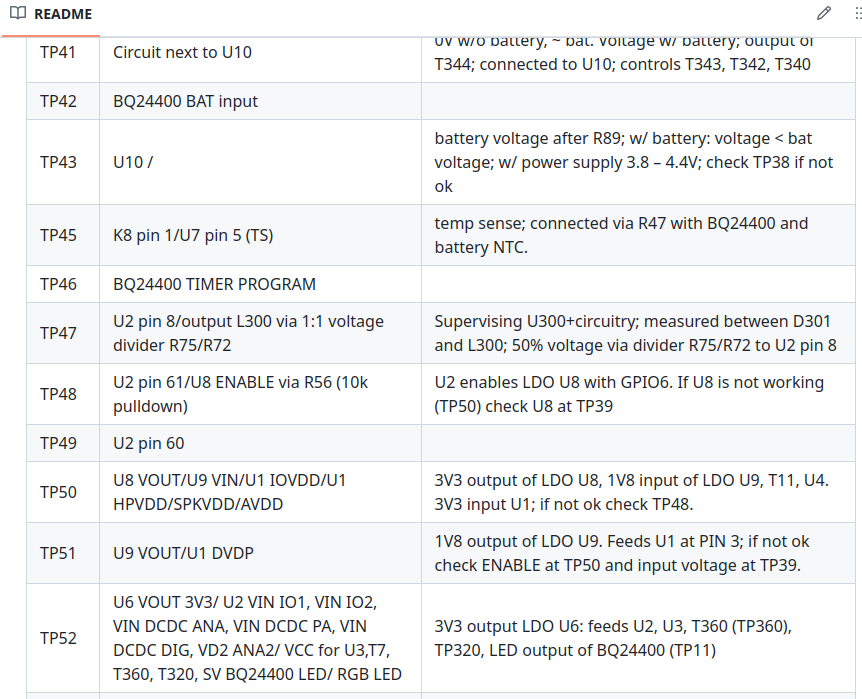 README
TP41
Circuit next to U10
0V w/o battery, ~ bat. Voltage w/ battery; output of
T344; connected to U10; controls T343, T342, T340
TP42
BQ24400 BAT input
TP43
U10 /
battery voltage after R89; w/ battery: voltage < bat
voltage; w/ power supply 3.8 – 4.4V; check TP38 if not
ok
TP45
K8 pin 1/U7 pin 5 (TS)
temp sense; connected via R47 with BQ24400 and
battery NTC.
TP46
BQ24400 TIMER PROGRAM
TP47
U2 pin 8/output L300 via 1:1 voltage
divider R75/R72
Supervising U300+circuitry; measured between D301
and L300; 50% voltage via divider R75/R72 to U2 pin 8
TP48
U2 pin 61/U8 ENABLE via R56 (10k
pulldown)
U2 enables LDO U8 with GPIO6. If U8 is not working
(TP50) check U8 at TP39
TP49
U2 pin 60
TP50
U8 VOUT/U9 VIN/U1 IOVDD/U1
HPVDD/SPKVDD/AVDD
3V3 output of LDO U8, 1V8 input of LDO U9, T11, U4.
3V3 input U1; if not ok check TP48.
TP51
U9 VOUT/U1 DVDP
1V8 output of LDO U9. Feeds U1 at PIN 3; if not ok
check ENABLE at TP50 and input voltage at TP39.
TP52
U6 VOUT 3V3/ U2 VIN IO1, VIN IO2,
VIN DCDC ANA, VIN DCDC PA, VIN
DCDC DIG, VD2 ANA2/ VCC for U3,T7,
T360, T320, SV BQ24400 LED/ RGB LED
3V3 output LDO U6: feeds U2, U3, T360 (TP360),
TP320, LED output of BQ24400 (TP11)